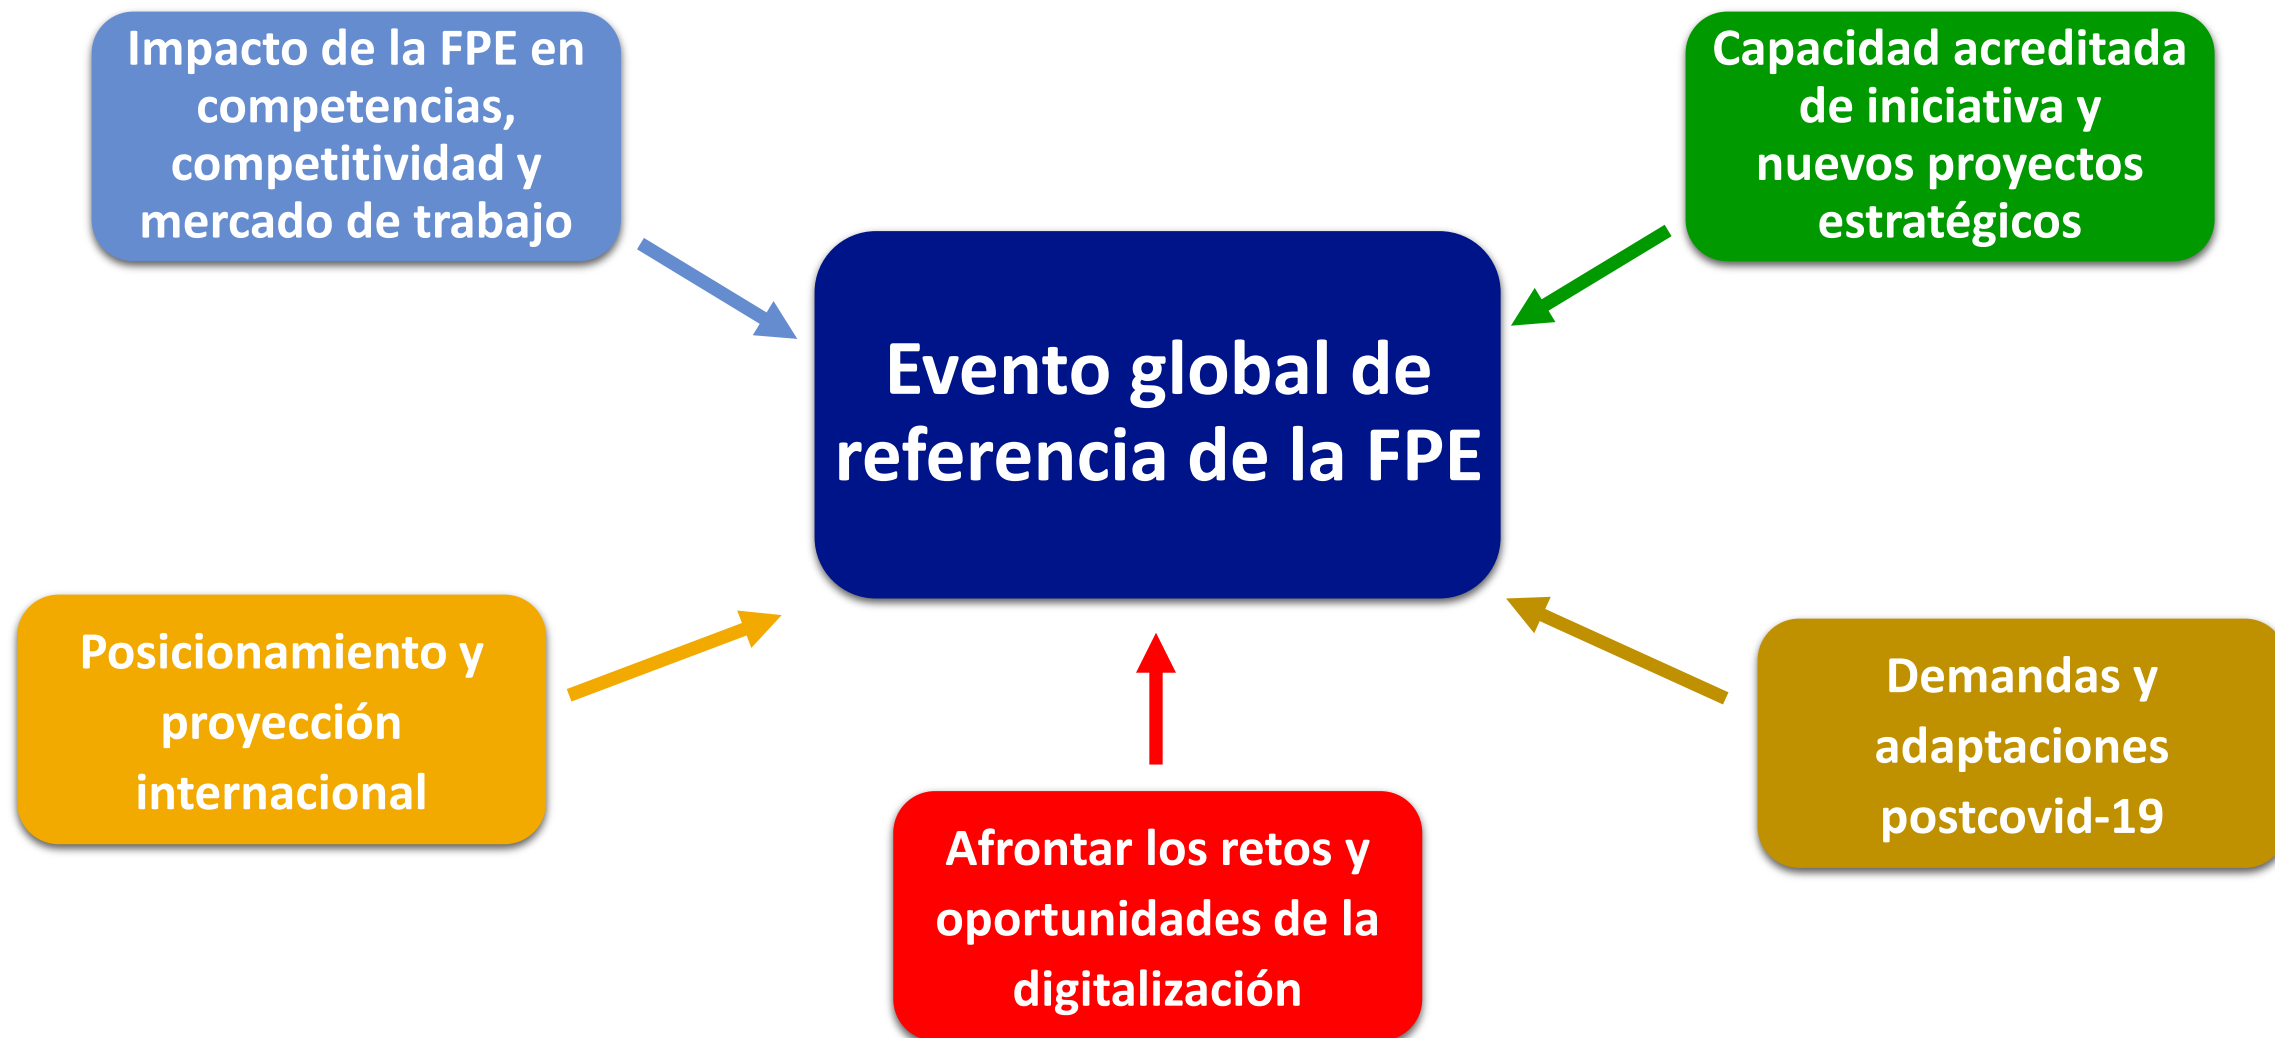 Impacto de la FPE en
competencias,
competitividad y
mercado de trabajo
Capacidad acreditada
de iniciativa y
nuevos proyectos
estratégicos
Evento global de
referencia de la FPE
Posicionamiento y
proyección
internacional
Afrontar los retos y
oportunidades de la
digitalización
Demandas y
adaptaciones
postcovid-19